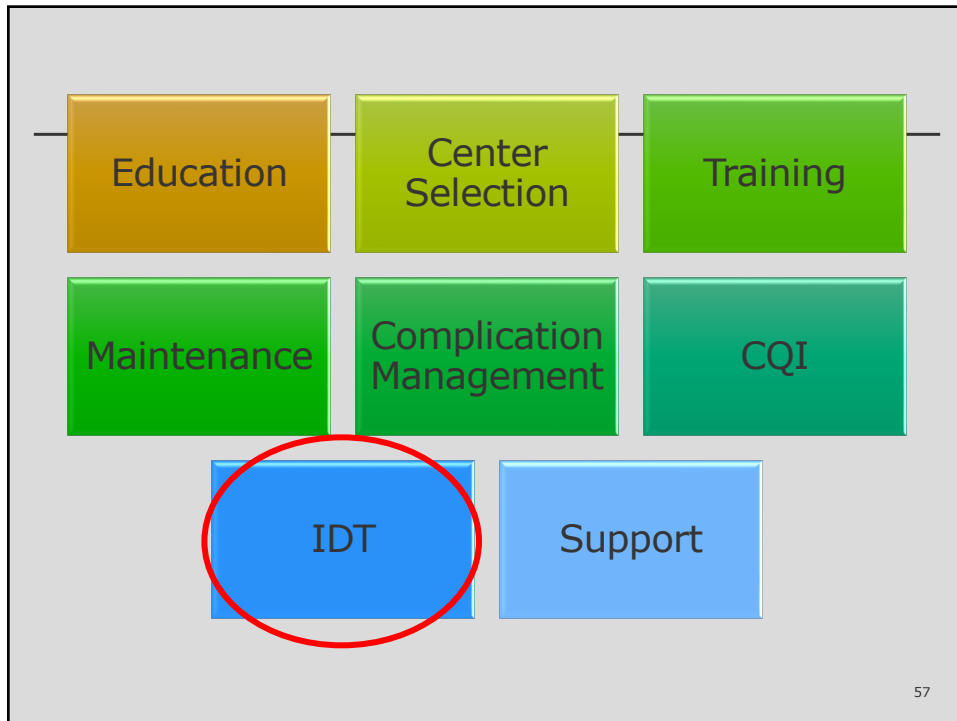 Education
Center
Selection
Training
Maintenance
Complication
Management
CQI
IDT
Support
57